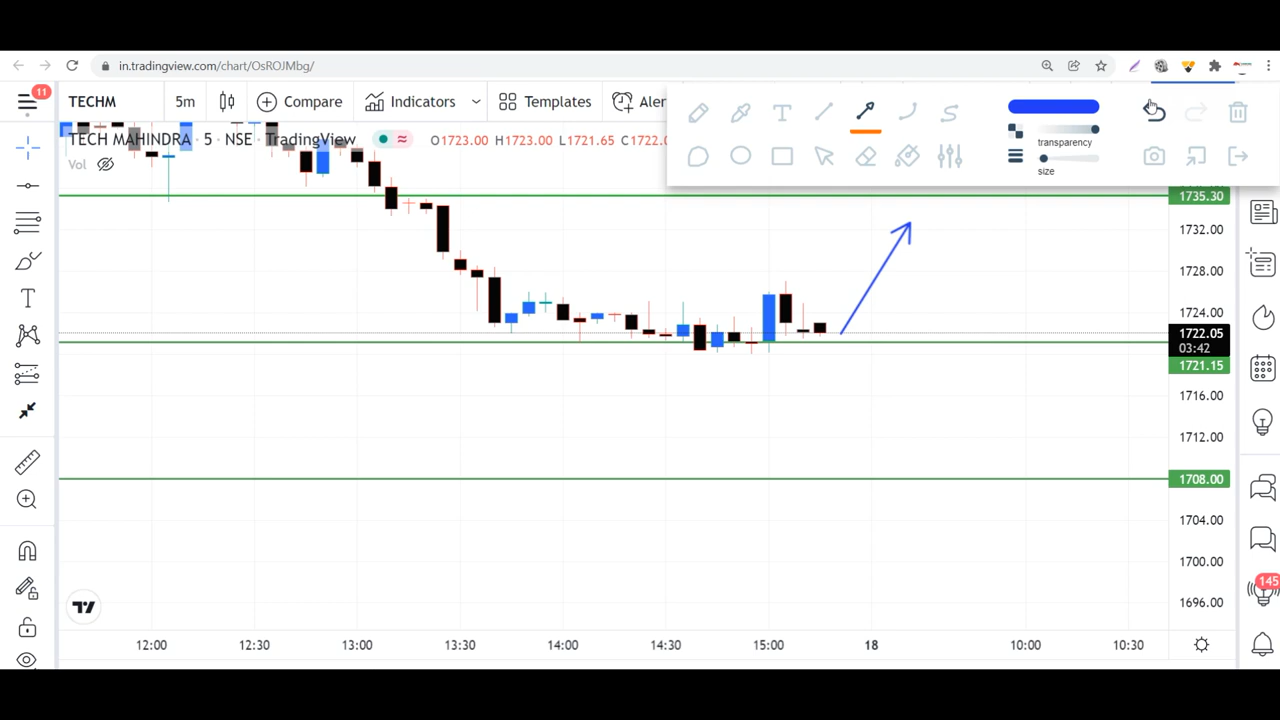 in.tradingview.com/chart/OsROJMbg/
11
TECHM 5m Compare Indicators Templates
TECH MAHINDRA · 5 · NSE TradingView O1723.00 H1723.00 L1721.65
Vol
transparency
size
1735.30
1732.00
1728.00
1724.00
1722.05
03:42
1721.15
1716.00
1712.00
1708.00
1704.00
1700.00
1696.00
145
12:00 12:30 13:00 13:30 14:00 14:30 15:00 18 10:00 10:30